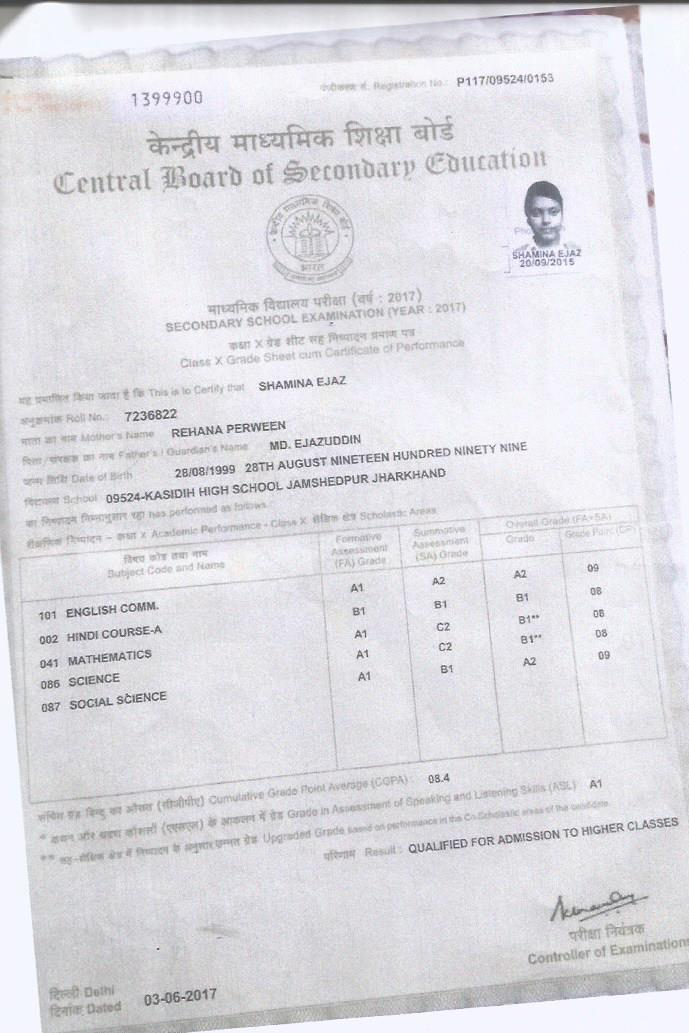 1399900
पंजीकरण सं. Registration No.: P117/09524/0153
केन्द्रीय माध्यमिक शिक्षा बोर्ड
Central Board of Secondary Education
भारत
SHAMINA EJAZ
20/09/2015
माध्यमिक विद्यालय परीक्षा (वर्ष : 2017)
SECONDARY SCHOOL EXAMINATION (YEAR : 2017)
कक्षा X ग्रेड शीट सह निष्पादन प्रमाण पत्र
Class X Grade Sheet cum Certificate of Performance
यह प्रमाणित किया जाता है कि This is to Certify that SHAMINA EJAZ
अनुक्रमांक Roll No.: 7236822
माता का नाम Mother's Name REHANA PERWEEN
पिता / संरक्षक का नाम Father's / Guardian's Name MD. EJAZUDDIN
जन्म तिथि Date of Birth 28/08/1999 28TH AUGUST NINETEEN HUNDRED NINETY NINE
विद्यालय School 09524-KASIDIH HIGH SCHOOL JAMSHEDPUR JHARKHAND
का निष्पादन निम्नानुसार रहा has performed as follows.
शैक्षणिक निष्पादन – कक्षा X Academic Performance - Class X शैक्षिक क्षेत्र Scholastic Areas
विषय कोड तथा नाम Subject Code and Name Formative Assessment (FA) Grade Summative Assessment (SA) Grade Overall Grade (FA+SA) Grade Grade Point (GP)
101 ENGLISH COMM. A1 A2 A2 09
002 HINDI COURSE-A B1 B1 B1 08
041 MATHEMATICS A1 C2 B1** 08
086 SCIENCE A1 C2 B1** 08
087 SOCIAL SCIENCE A1 B1 A2 09
संचित ग्रेड बिन्दु का औसत (सीजीपीए) Cumulative Grade Point Average (CGPA) : 08.4
* कथन और श्रवण कौशलों (एएसएल) के आकलन में ग्रेड Grade in Assessment of Speaking and Listening Skills (ASL) A1
** सह-शैक्षिक क्षेत्र में निष्पादन के अनुसार उन्नत ग्रेड Upgraded Grade based on performance in the Co-Scholastic areas of the candidate.
परिणाम Result : QUALIFIED FOR ADMISSION TO HIGHER CLASSES
परीक्षा नियंत्रक
Controller of Examinations
दिल्ली Delhi
दिनांक Dated 03-06-2017